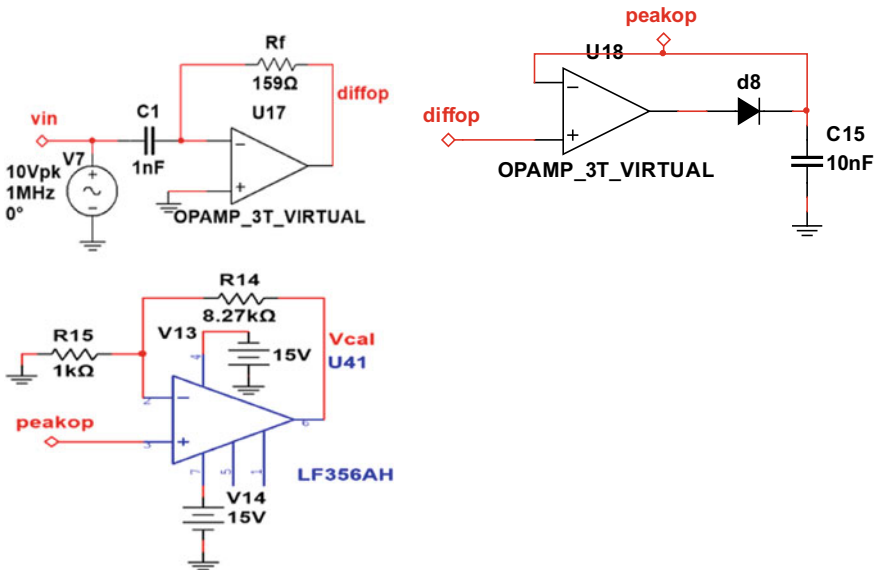 Rf
159Ω
diffop
U17
vin
C1
1nF
V7
10Vpk
1MHz
0°
OPAMP_3T_VIRTUAL
peakop
U18
d8
diffop
C15
10nF
OPAMP_3T_VIRTUAL
R14
8.27kΩ
V13
Vcal
U41
R15
1kΩ
15V
4
2
6
peakop
3
7
5
1
LF356AH
V14
15V